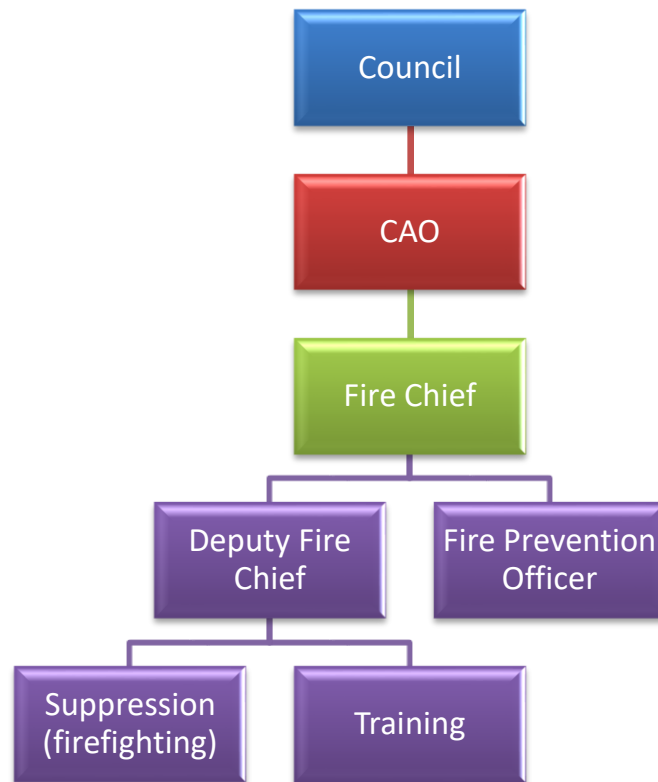 Council
CAO
Fire Chief
Deputy Fire
Chief
Fire Prevention
Officer
Suppression
(firefighting)
Training